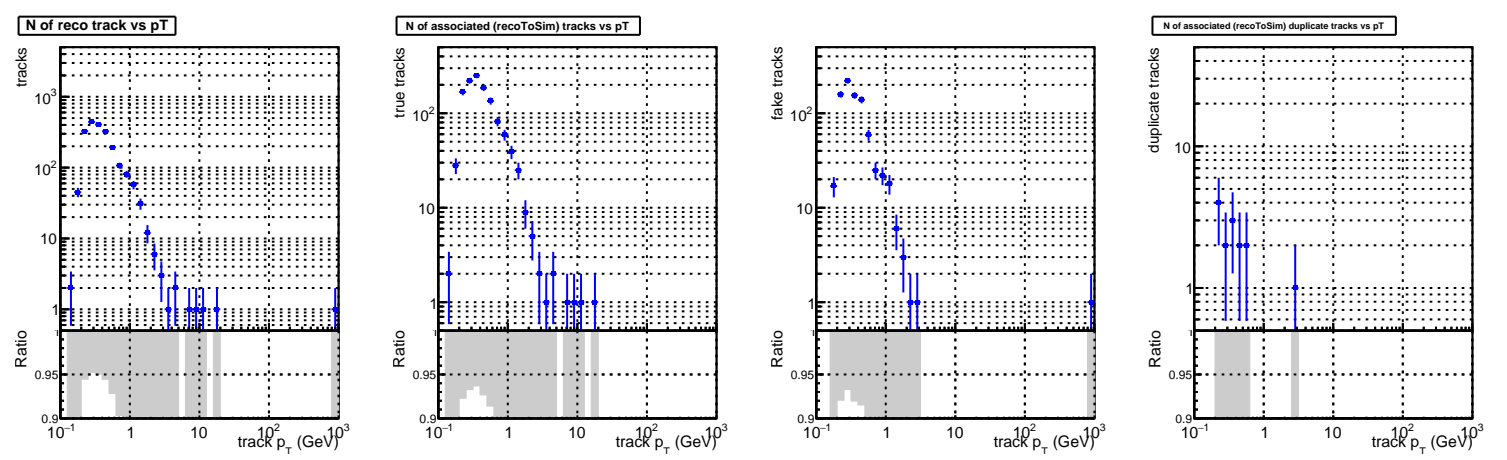 N of reco track vs pT
tracks
10³
10²
10
1
Ratio
1
0.95
0.9
10⁻¹ 1 10 10² 10³
track p_T (GeV)
N of associated (recoToSim) tracks vs pT
true tracks
10²
10
1
Ratio
1
0.95
0.9
10⁻¹ 1 10 10² 10³
track p_T (GeV)
fake tracks
10²
10
1
Ratio
1
0.95
0.9
10⁻¹ 1 10 10² 10³
track p_T (GeV)
N of associated (recoToSim) duplicate tracks vs pT
duplicate tracks
10
1
Ratio
1
0.95
0.9
10⁻¹ 1 10 10² 10³
track p_T (GeV)